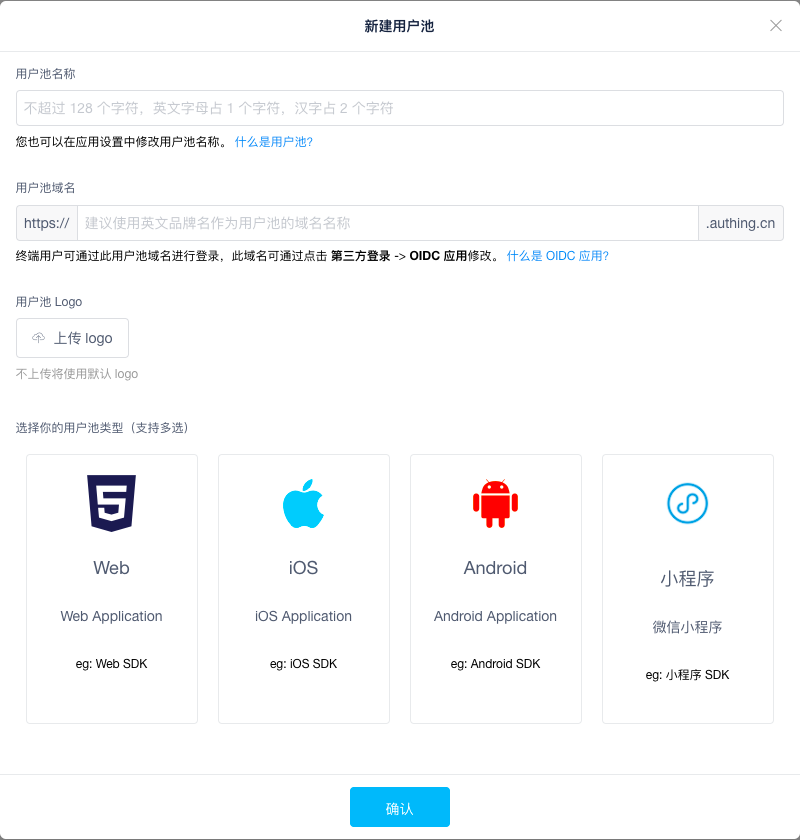 新建用户池
用户池名称
不超过 128 个字符，英文字母占 1 个字符，汉字占 2 个字符
您也可以在应用设置中修改用户池名称。 什么是用户池?
用户池域名
https:// 建议使用英文品牌名作为用户池的域名名称 .authing.cn
终端用户可通过此用户池域名进行登录，此域名可通过点击 第三方登录 -> OIDC 应用修改。 什么是 OIDC 应用?
用户池 Logo
上传 logo
不上传将使用默认 logo
选择你的用户池类型（支持多选）
Web
Web Application
eg: Web SDK
iOS
iOS Application
eg: iOS SDK
Android
Android Application
eg: Android SDK
小程序
微信小程序
eg: 小程序 SDK
确认